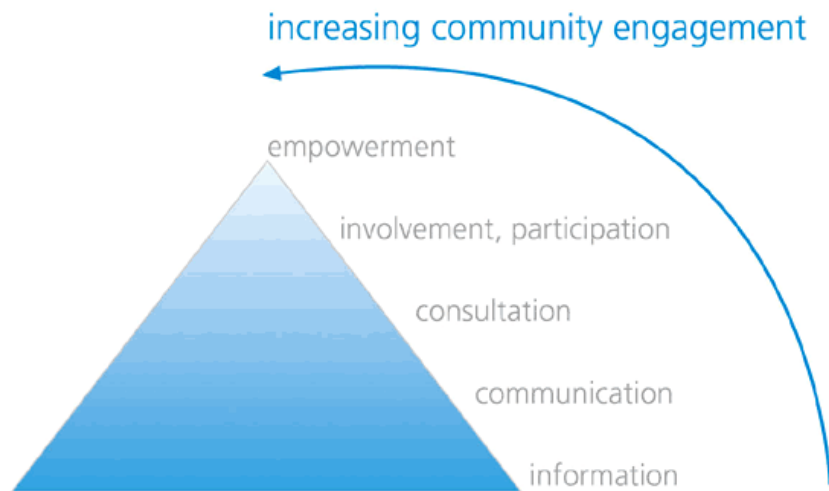 increasing community engagement
empowerment
involvement, participation
consultation
communication
information